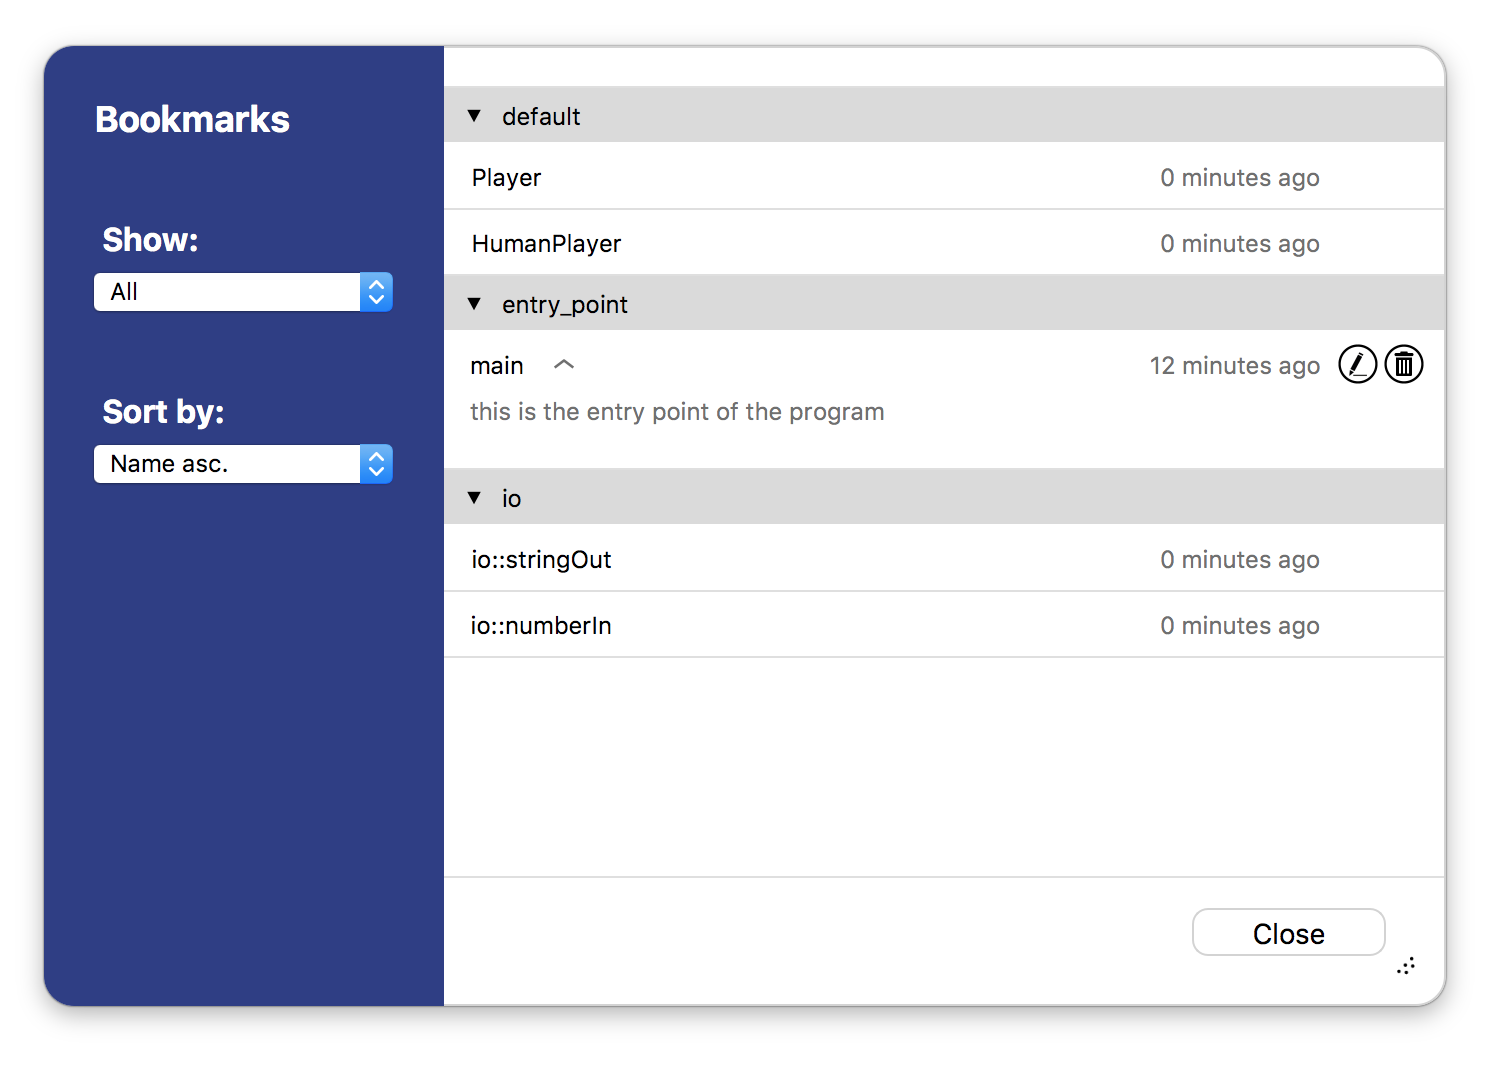 Bookmarks
Show:
All
Sort by:
Name asc.
default
Player 0 minutes ago
HumanPlayer 0 minutes ago
entry_point
main 12 minutes ago
this is the entry point of the program
io
io::stringOut 0 minutes ago
io::numberIn 0 minutes ago
Close